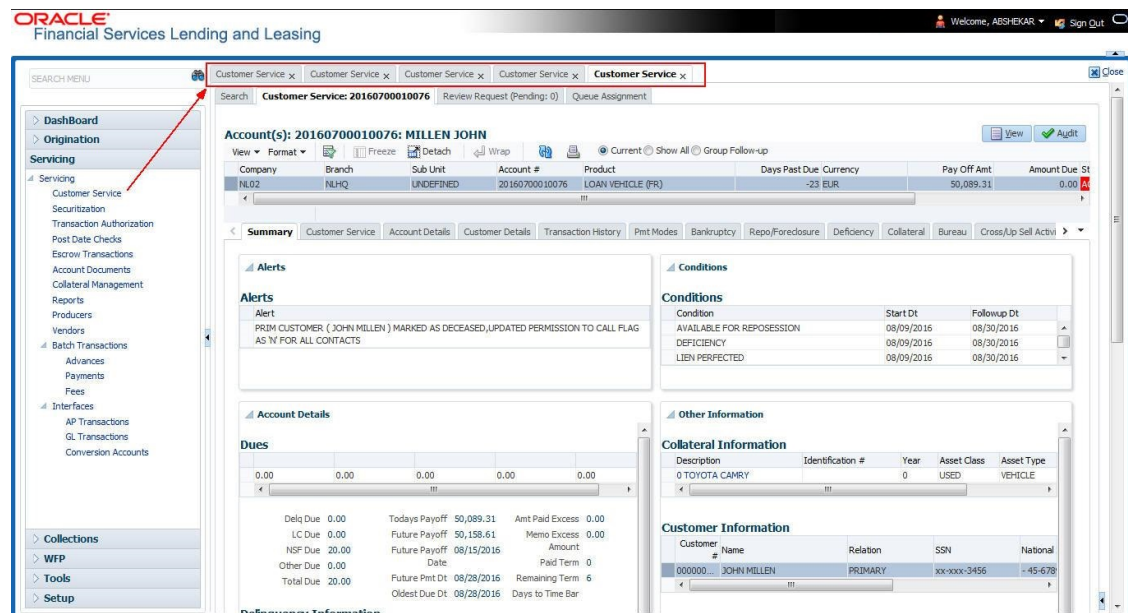 ORACLE
Financial Services Lending and Leasing
Welcome, ABSHEKAR
Sign Out
SEARCH MENU
Customer Service x Customer Service x Customer Service x Customer Service x Customer Service x
Close
Search Customer Service: 20160700010076 Review Request (Pending: 0) Queue Assignment
DashBoard
Origination
Servicing
Servicing
Customer Service
Securitization
Transaction Authorization
Post Date Checks
Escrow Transactions
Account Documents
Collateral Management
Reports
Producers
Vendors
Batch Transactions
Advances
Payments
Fees
Interfaces
AP Transactions
GL Transactions
Conversion Accounts
Collections
WFP
Tools
Setup
Account(s): 20160700010076: MILLEN JOHN
View Audit
View Format Freeze Detach Wrap Current Show All Group Follow-up
Company Branch Sub Unit Account # Product Days Past Due Currency Pay Off Amt Amount Due St
NL02 NLHQ UNDEFINED 20160700010076 LOAN VEHICLE (FR) -23 EUR 50,089.31 0.00
Summary Customer Service Account Details Customer Details Transaction History Pmt Modes Bankruptcy Repo/Foreclosure Deficiency Collateral Bureau Cross/Up Sell Activi
Alerts
Alerts
Alert
PRIM CUSTOMER ( JOHN MILLEN ) MARKED AS DECEASED,UPDATED PERMISSION TO CALL FLAG
AS 'N' FOR ALL CONTACTS
Conditions
Conditions
Condition Start Dt Followup Dt
AVAILABLE FOR REPOSESSION 08/09/2016 08/30/2016
DEFICIENCY 08/09/2016 08/30/2016
LIEN PERFECTED 08/09/2016 08/30/2016
Account Details
Dues
0.00 0.00 0.00 0.00 0.00
Delq Due 0.00 Todays Payoff 50,089.31 Amt Paid Excess 0.00
LC Due 0.00 Future Payoff 50,158.61 Memo Excess 0.00
Amount
NSF Due 20.00 Future Payoff 08/15/2016
Date
Paid Term 0
Other Due 0.00
Total Due 20.00 Future Pmt Dt 08/28/2016 Remaining Term 6
Oldest Due Dt 08/28/2016 Days to Time Bar
Delinquency Information
Other Information
Collateral Information
Description Identification # Year Asset Class Asset Type
0 TOYOTA CAMRY 0 USED VEHICLE
Customer Information
Customer # Name Relation SSN National
000000... JOHN MILLEN PRIMARY xx-xxx-3456 - 45-678